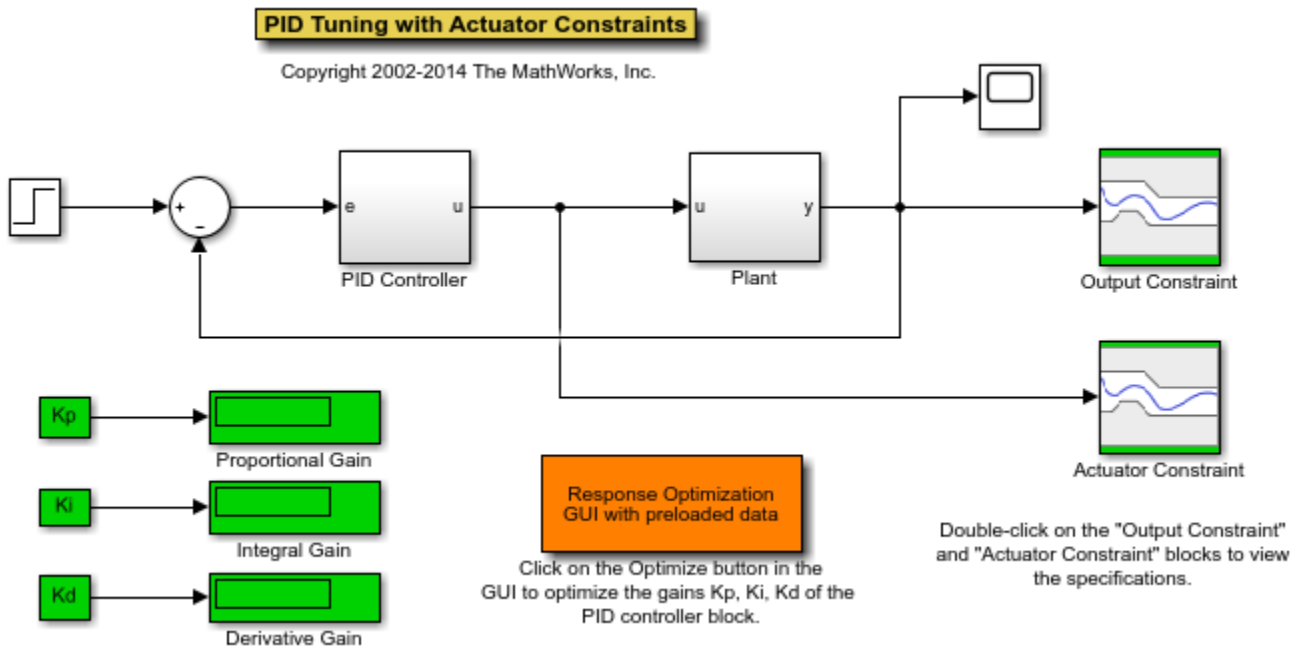 PID Tuning with Actuator Constraints
Copyright 2002-2014 The MathWorks, Inc.
+
-
e
u
PID Controller
u
y
Plant
Output Constraint
Kp
Proportional Gain
Ki
Integral Gain
Kd
Derivative Gain
Response Optimization
GUI with preloaded data
Click on the Optimize button in the
GUI to optimize the gains Kp, Ki, Kd of the
PID controller block.
Actuator Constraint
Double-click on the "Output Constraint"
and "Actuator Constraint" blocks to view
the specifications.